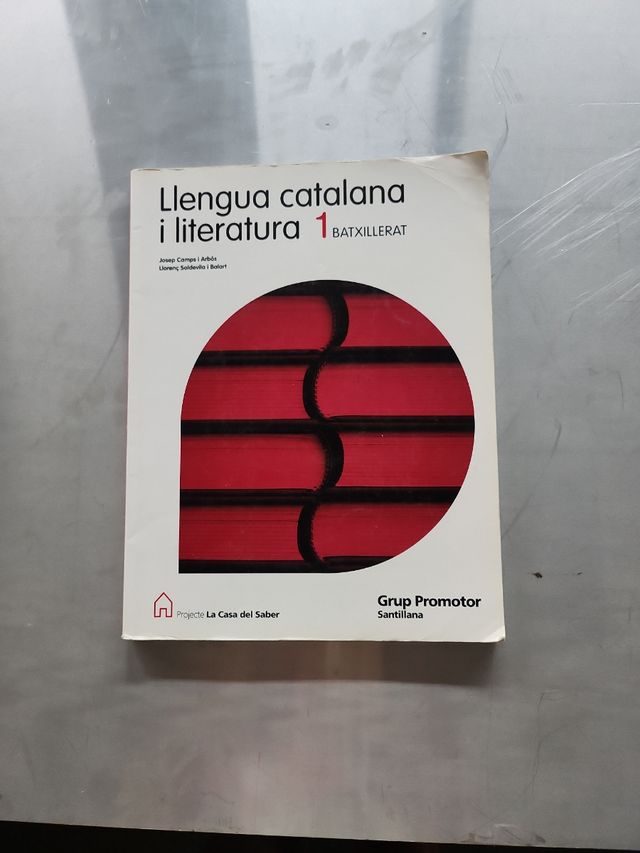 Llengua catalana
i literatura 1 BATXILLERAT
Josep Camps i Arbós
Llorenç Soldevila i Balart
Projecte La Casa del Saber
Grup Promotor
Santillana